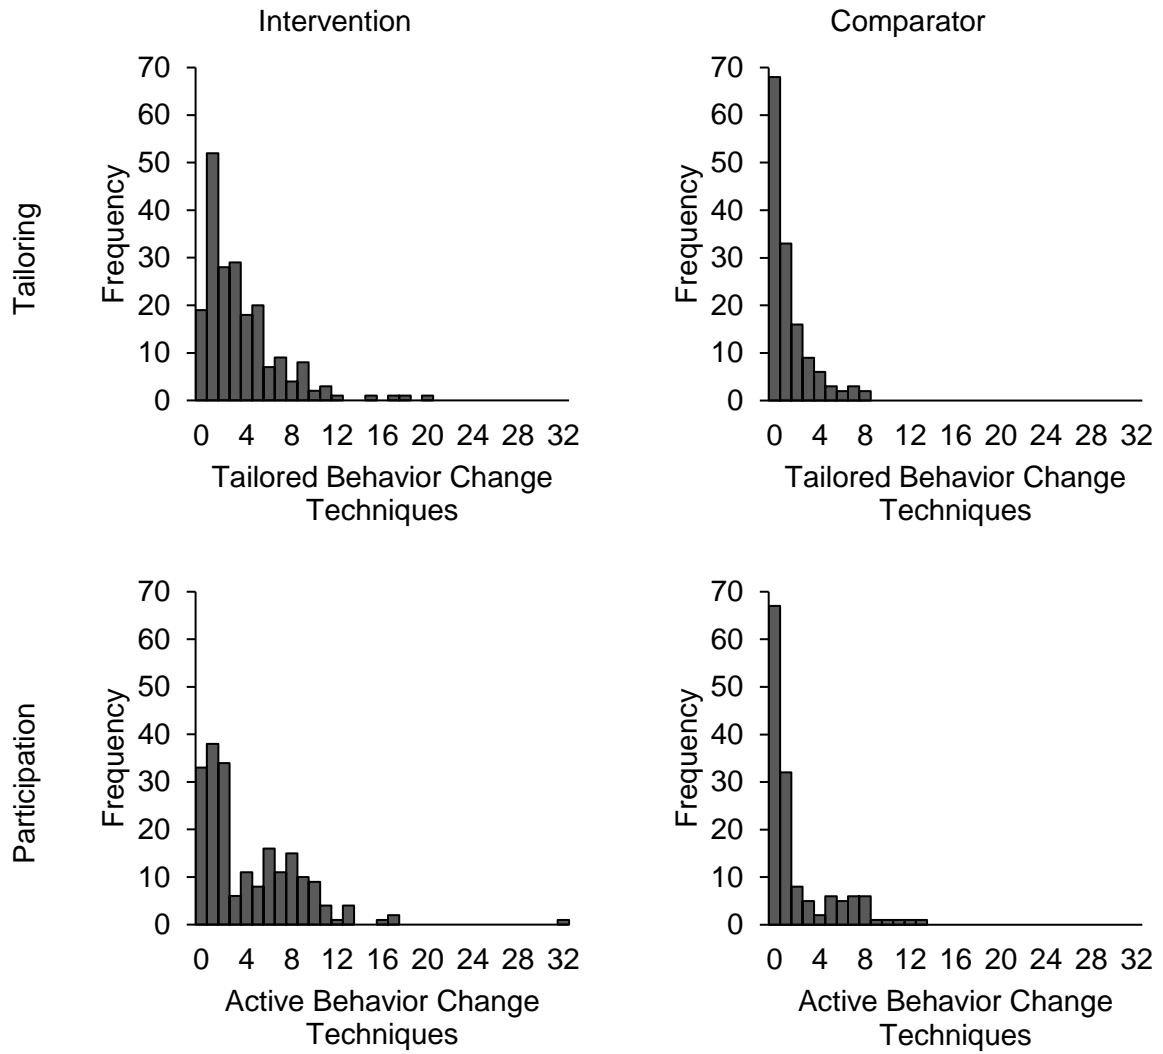 Intervention
Comparator
Tailoring
Frequency
70
60
50
40
30
20
10
0
0 4 8 12 16 20 24 28 32
Tailored Behavior Change
Techniques
Frequency
70
60
50
40
30
20
10
0
0 4 8 12 16 20 24 28 32
Tailored Behavior Change
Techniques
Participation
Frequency
70
60
50
40
30
20
10
0
0 4 8 12 16 20 24 28 32
Active Behavior Change
Techniques
Frequency
70
60
50
40
30
20
10
0
0 4 8 12 16 20 24 28 32
Active Behavior Change
Techniques